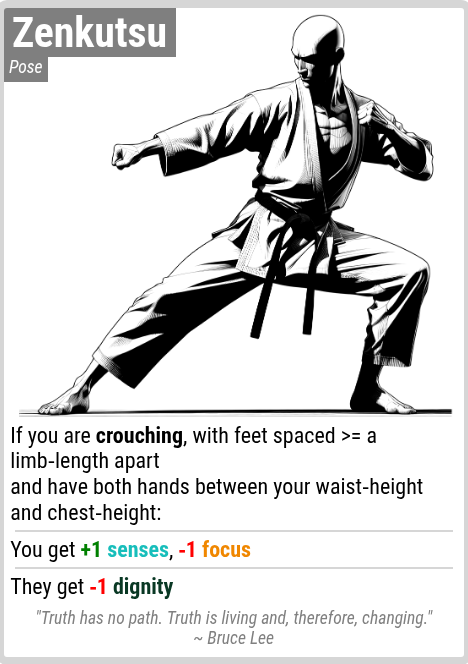 Zenkutsu
Pose
If you are crouching, with feet spaced >= a
limb-length apart
and have both hands between your waist-height
and chest-height:
You get +1 senses, -1 focus
They get -1 dignity
"Truth has no path. Truth is living and, therefore, changing."
~ Bruce Lee